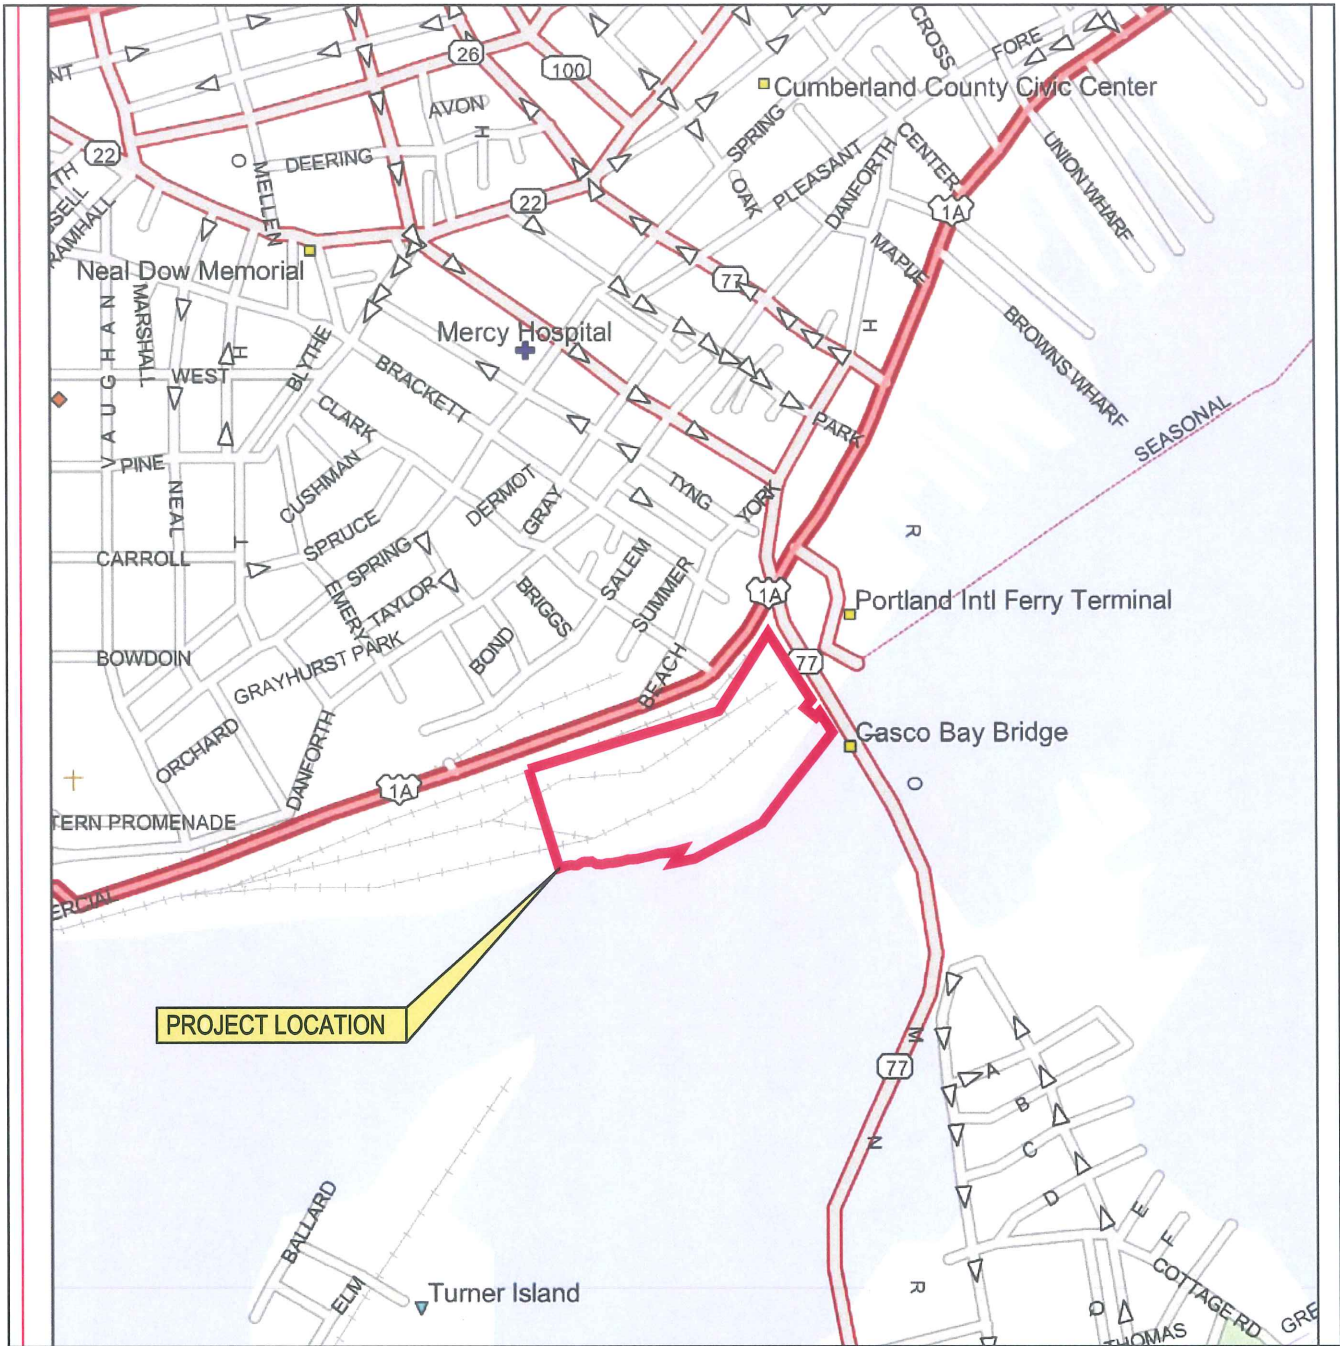 CROSS
FORE
26
100
NT
AVON
Cumberland County Civic Center
H
22
DEERING
O
MELLEN
SPRING
PLEASANT
CENTER
UNION WHARF
OAK
DANFORTH
H
22
1A
RAMHALL
MAPLE
Neal Dow Memorial
77
MARSHALL
VAUGHAN
Mercy Hospital
H
BROWNS WHARF
BLYTHE
H
WEST
BRACKETT
CLARK
PARK
SEASONAL
PINE
NEAL
CUSHMAN
DERMOT
GRAY
TYNG
YORK
R
SPRUCE
CARROLL
T
SPRING
EMERY
TAYLOR
BRIGGS
SALEM
SUMMER
1A
Portland Intl Ferry Terminal
BOWDOIN
GRAYHURST PARK
BOND
BEACH
77
ORCHARD
DANFORTH
Casco Bay Bridge
1A
O
TERN PROMENADE
ERCIAL
PROJECT LOCATION
M
77
A
B
N
C
D
E
F
BALLARD
ELM
Turner Island
R
COTTAGE RD
O
THOMAS
GRE